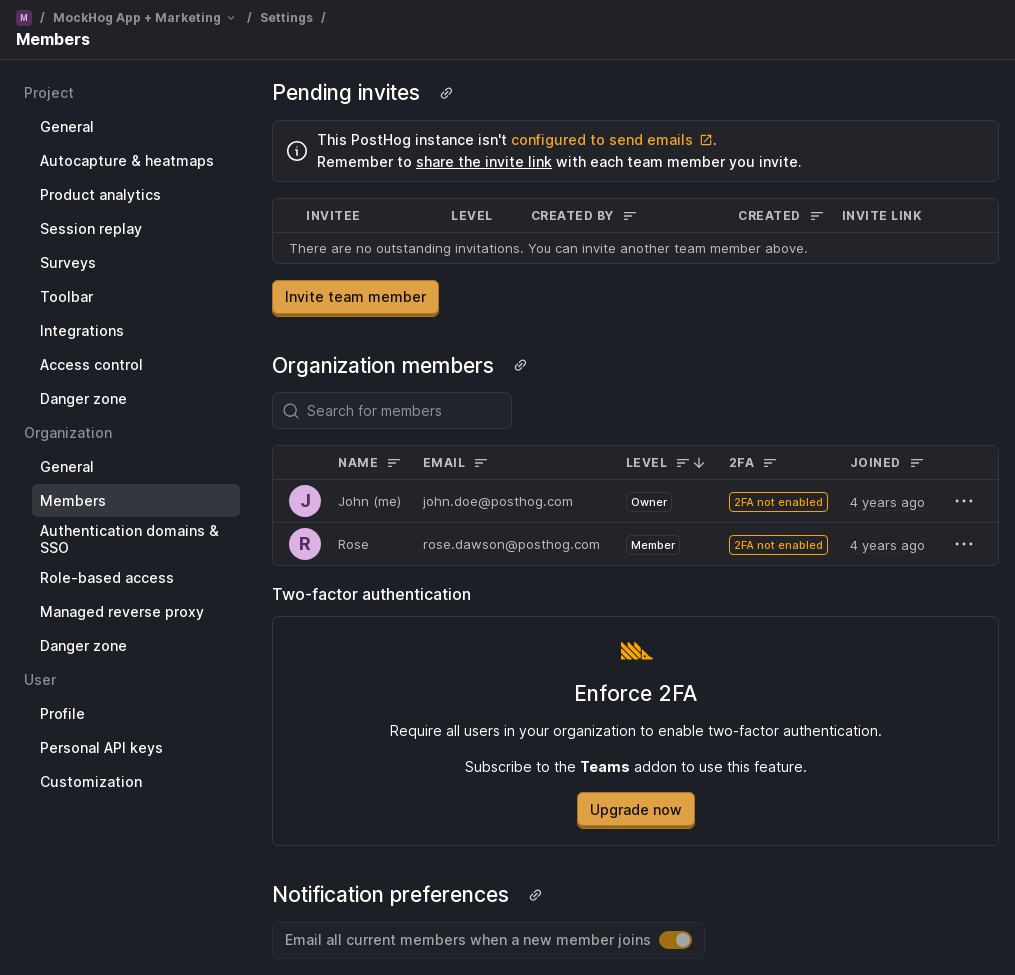 M / MockHog App + Marketing / Settings /
Members
Project
General
Autocapture & heatmaps
Product analytics
Session replay
Surveys
Toolbar
Integrations
Access control
Danger zone
Organization
General
Members
Authentication domains &
SSO
Role-based access
Managed reverse proxy
Danger zone
User
Profile
Personal API keys
Customization
Pending invites
This PostHog instance isn't configured to send emails.
Remember to share the invite link with each team member you invite.
INVITEE LEVEL CREATED BY CREATED INVITE LINK
There are no outstanding invitations. You can invite another team member above.
Invite team member
Organization members
Search for members
NAME EMAIL LEVEL 2FA JOINED
J John (me) john.doe@posthog.com Owner 2FA not enabled 4 years ago
R Rose rose.dawson@posthog.com Member 2FA not enabled 4 years ago
Two-factor authentication
Enforce 2FA
Require all users in your organization to enable two-factor authentication.
Subscribe to the Teams addon to use this feature.
Upgrade now
Notification preferences
Email all current members when a new member joins